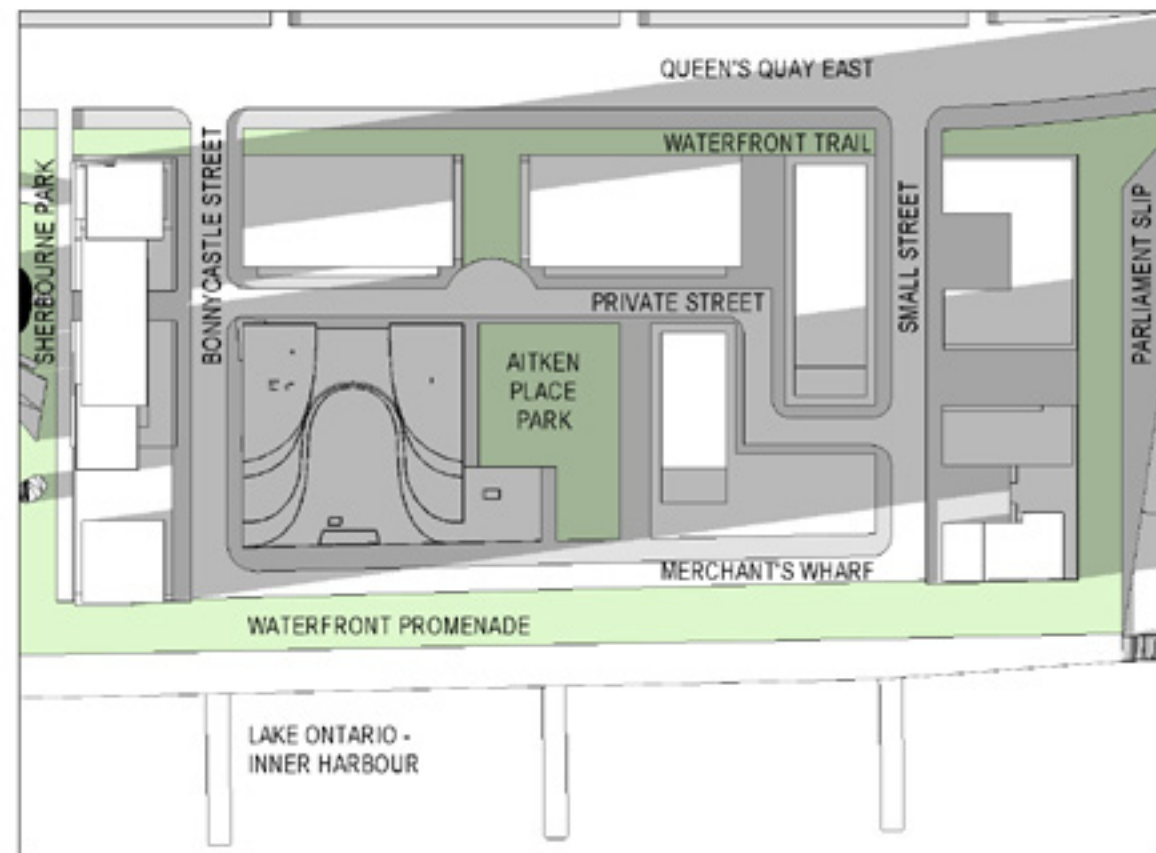 QUEEN'S QUAY EAST
WATERFRONT TRAIL
SHERBOURNE PARK
BONNYCASTLE STREET
SMALL STREET
PARLIAMENT SLIP
PRIVATE STREET
AITKEN
PLACE
PARK
MERCHANT'S WHARF
WATERFRONT PROMENADE
LAKE ONTARIO -
INNER HARBOUR